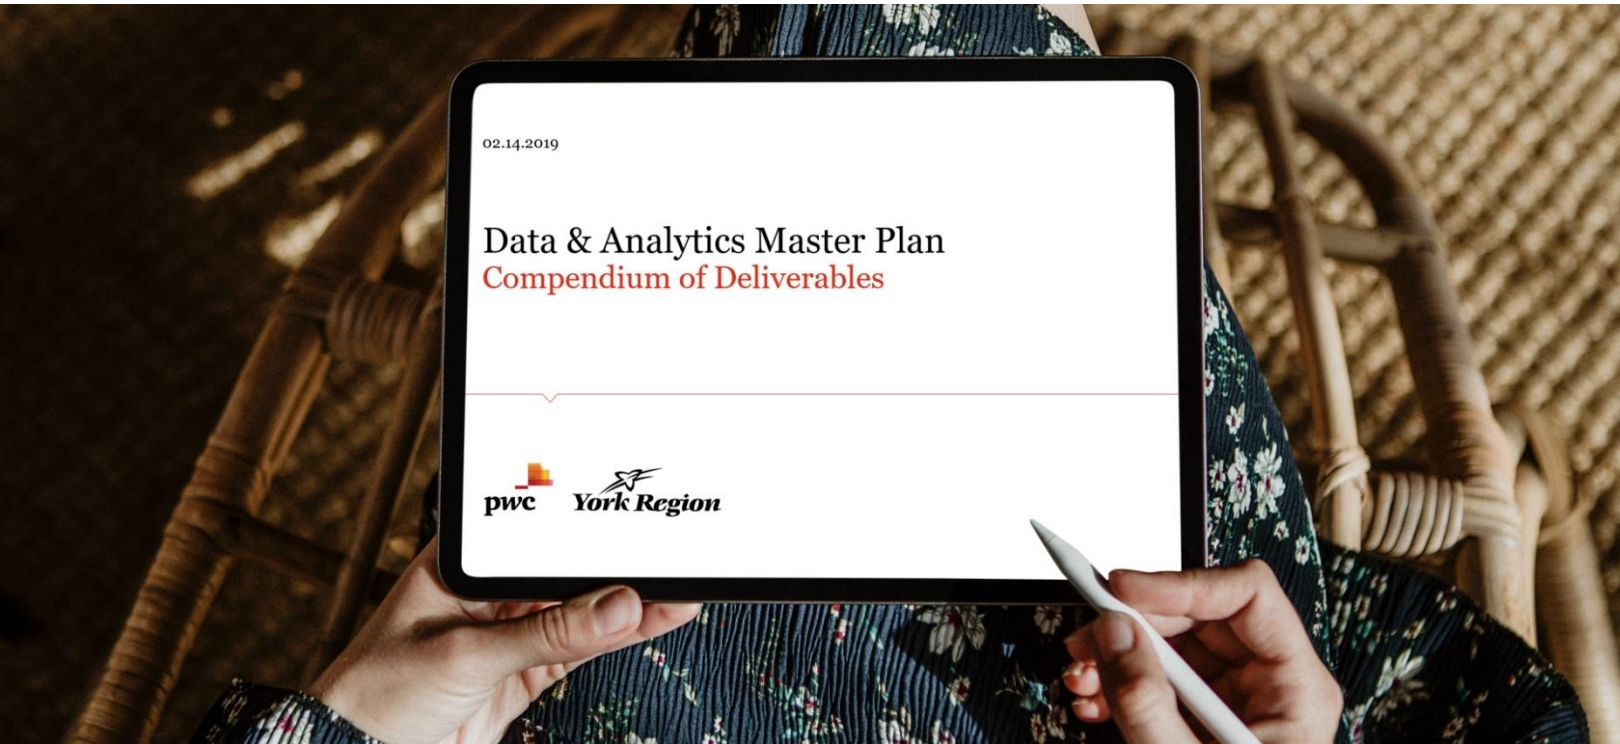 02.14.2019
Data & Analytics Master Plan
Compendium of Deliverables
pwc
York Region